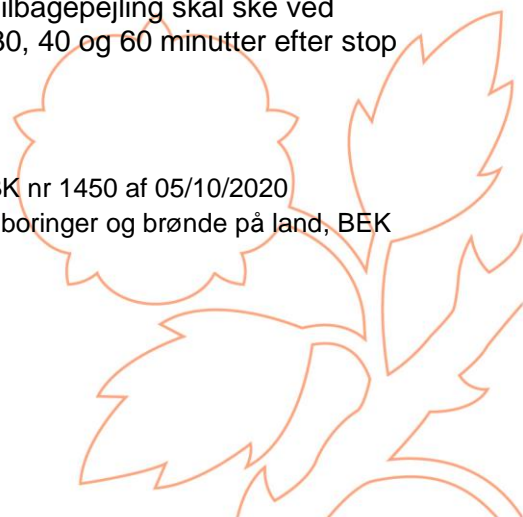 ilbagepejling skal ske ved
30, 40 og 60 minutter efter stop
K nr 1450 af 05/10/2020
boringer og brønde på land, BEK